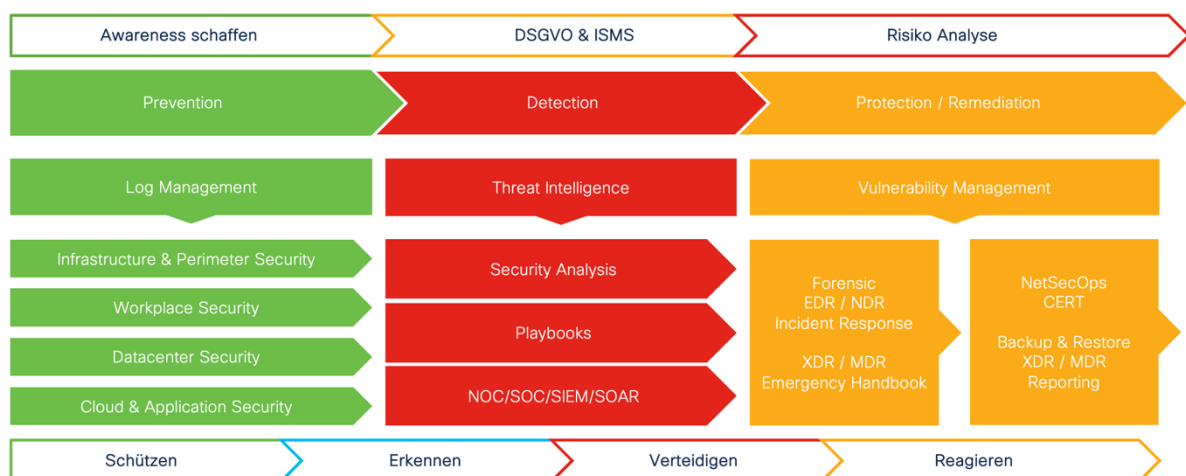 Awareness schaffen
DSGVO & ISMS
Risiko Analyse
Prevention
Detection
Protection / Remediation
Log Management
Threat Intelligence
Vulnerability Management
Infrastructure & Perimeter Security
Workplace Security
Datacenter Security
Cloud & Application Security
Security Analysis
Playbooks
NOC/SOC/SIEM/SOAR
Forensic
EDR / NDR
Incident Response
XDR / MDR
Emergency Handbook
NetSecOps
CERT
Backup & Restore
XDR / MDR
Reporting
Schützen
Erkennen
Verteidigen
Reagieren